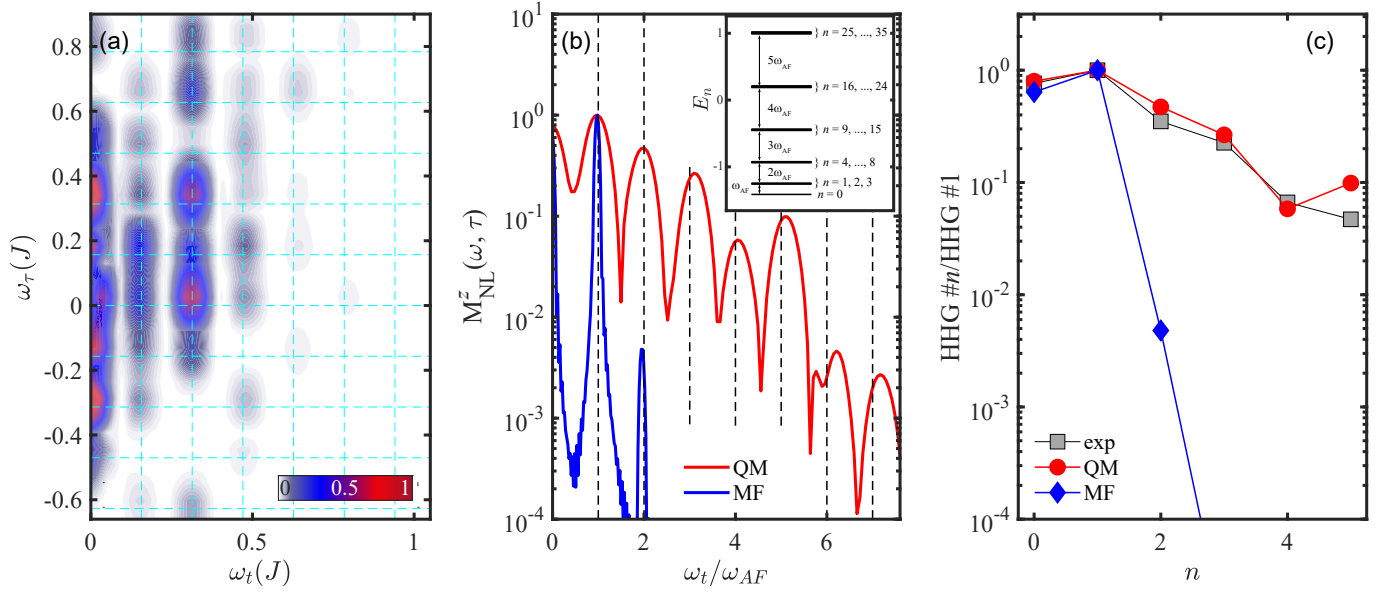 (a)
0.8
0.6
0.4
0.2
0
-0.2
-0.4
-0.6
ω_τ(J)
0 0.5 1
0 0.5 1
ω_t(J)
(b)
10^1
10^0
10^-1
10^-2
10^-3
10^-4
M^z_NL(ω, τ)
QM
MF
0 2 4 6
ω_t/ω_AF
1
0
-1
E_n
} n = 25, ..., 35
5ω_AF
} n = 16, ..., 24
4ω_AF
} n = 9, ..., 15
3ω_AF
} n = 4, ..., 8
2ω_AF
} n = 1, 2, 3
ω_AF
n = 0
(c)
10^0
10^-1
10^-2
10^-3
10^-4
HHG #n/HHG #1
exp
QM
MF
0 2 4
n